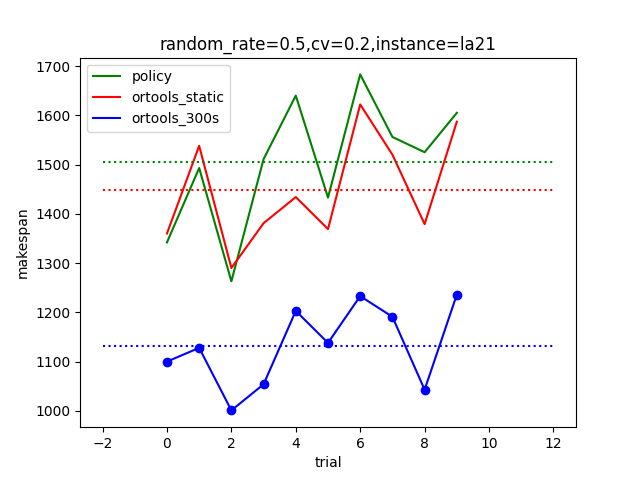 random_rate=0.5,cv=0.2,instance=la21
policy
ortools_static
ortools_300s
makespan
1700
1600
1500
1400
1300
1200
1100
1000
−2 0 2 4 6 8 10 12
trial